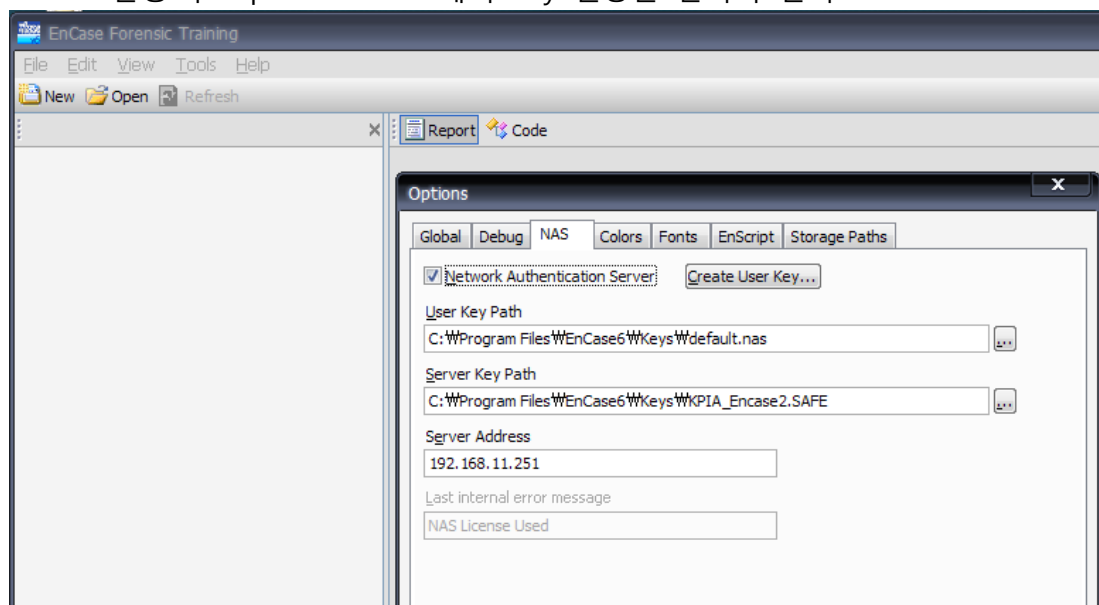 EnCase Forensic Training
File Edit View Tools Help
New Open Refresh
Report Code
Options
Global Debug NAS Colors Fonts EnScript Storage Paths
Network Authentication Server Create User Key...
User Key Path
C:₩Program Files₩EnCase6₩Keys₩default.nas
...
Server Key Path
C:₩Program Files₩EnCase6₩Keys₩KPIA_Encase2.SAFE
...
Server Address
192.168.11.251
Last internal error message
NAS License Used